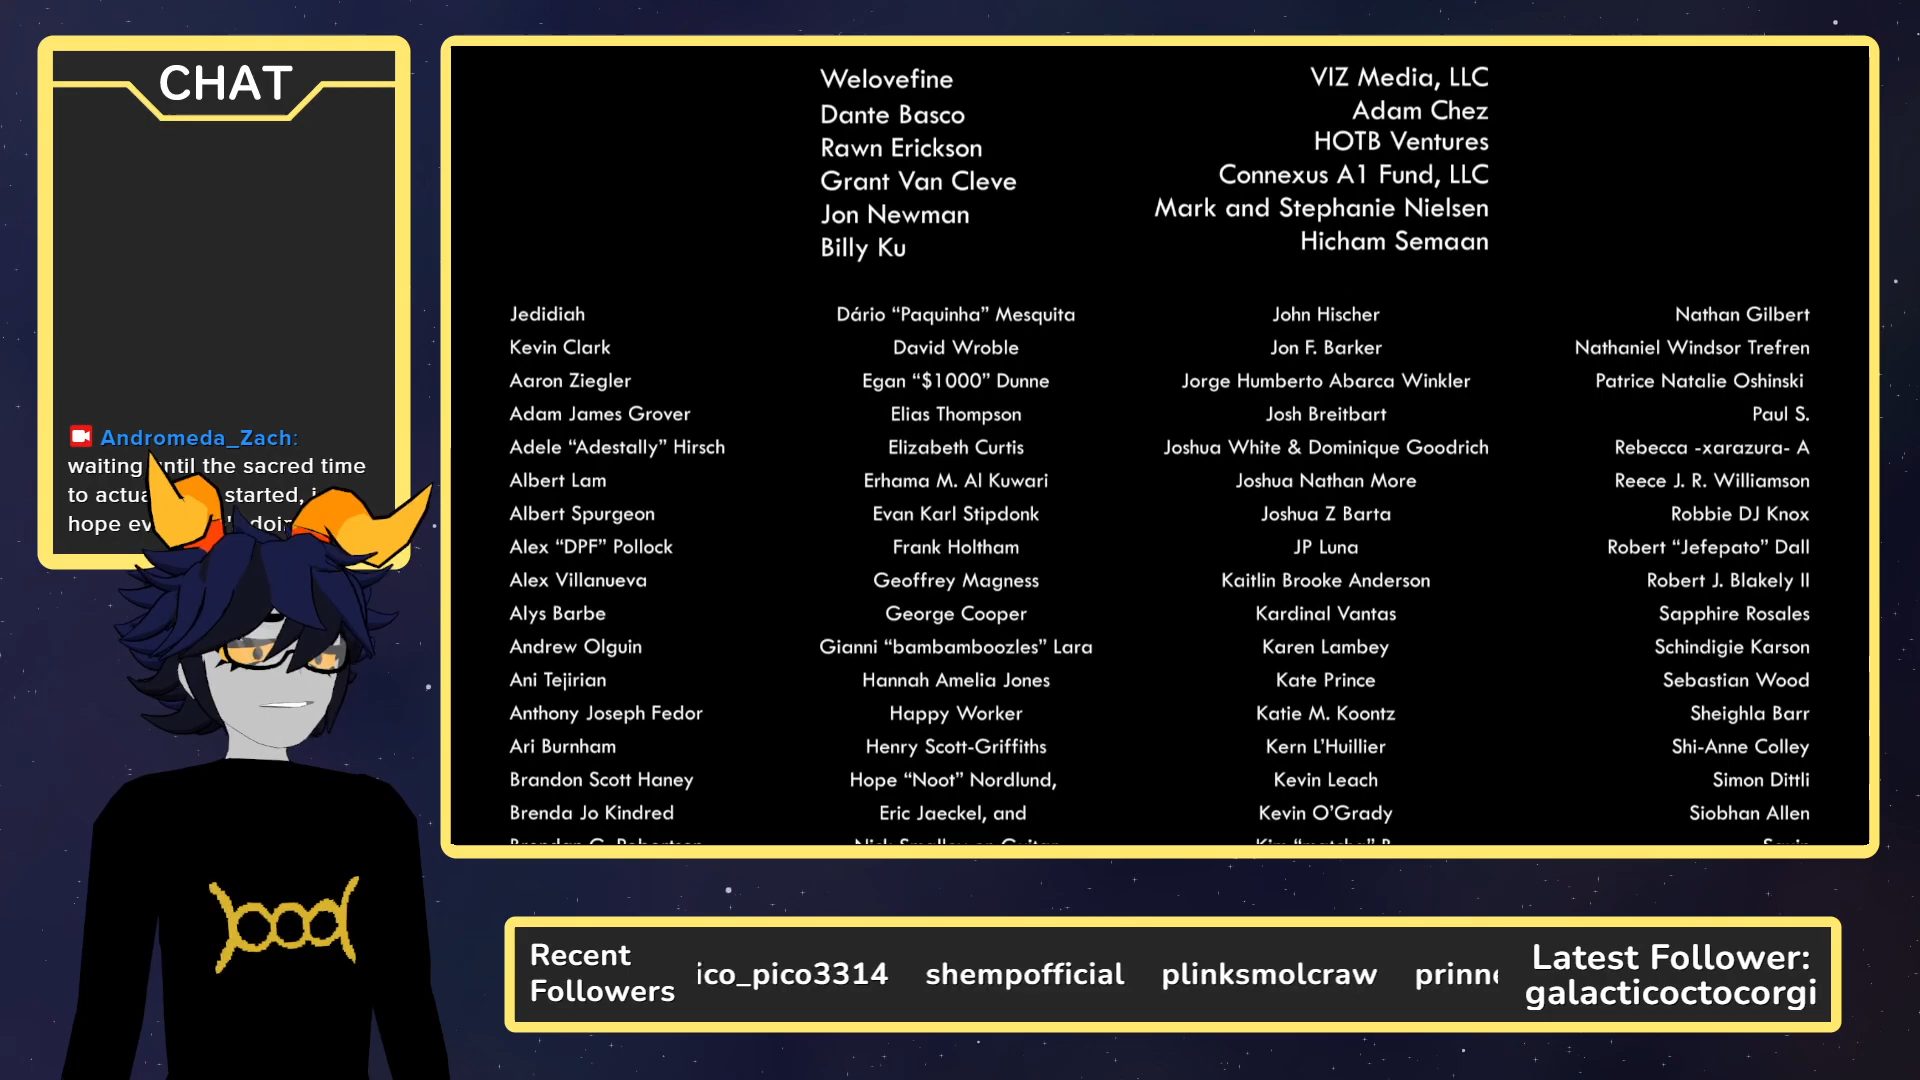 CHAT
Andromeda_Zach:
waiting until the sacred time
to started,
hope
Welovefine
Dante Basco
Rawn Erickson
Grant Van Cleve
Jon Newman
Billy Ku
VIZ Media, LLC
Adam Chez
HOTB Ventures
Connexus A1 Fund, LLC
Mark and Stephanie Nielsen
Hicham Semaan
Jedidiah
Kevin Clark
Aaron Ziegler
Adam James Grover
Adele “Adestally” Hirsch
Albert Lam
Albert Spurgeon
Alex “DPF” Pollock
Alex Villanueva
Alys Barbe
Andrew Olguin
Ani Tejirian
Anthony Joseph Fedor
Ari Burnham
Brandon Scott Haney
Brenda Jo Kindred
Dário “Paquinha” Mesquita
David Wroble
Egan “$1000” Dunne
Elias Thompson
Elizabeth Curtis
Erhama M. Al Kuwari
Evan Karl Stipdonk
Frank Holtham
Geoffrey Magness
George Cooper
Gianni “bambamboozles” Lara
Hannah Amelia Jones
Happy Worker
Henry Scott-Griffiths
Hope “Noot” Nordlund,
Eric Jaeckel, and
John Hischer
Jon F. Barker
Jorge Humberto Abarca Winkler
Josh Breitbart
Joshua White & Dominique Goodrich
Joshua Nathan More
Joshua Z Barta
JP Luna
Kaitlin Brooke Anderson
Kardinal Vantas
Karen Lambey
Kate Prince
Katie M. Koontz
Kern L’Huillier
Kevin Leach
Kevin O’Grady
Nathan Gilbert
Nathaniel Windsor Trefren
Patrice Natalie Oshinski
Paul S.
Rebecca -xarazura- A
Reece J. R. Williamson
Robbie DJ Knox
Robert “Jefepato” Dall
Robert J. Blakely II
Sapphire Rosales
Schindigie Karson
Sebastian Wood
Sheighla Barr
Shi-Anne Colley
Simon Dittli
Siobhan Allen
Recent
Followers
ico_pico3314 shempofficial plinksmolcraw
Latest Follower:
galacticoctocorgi